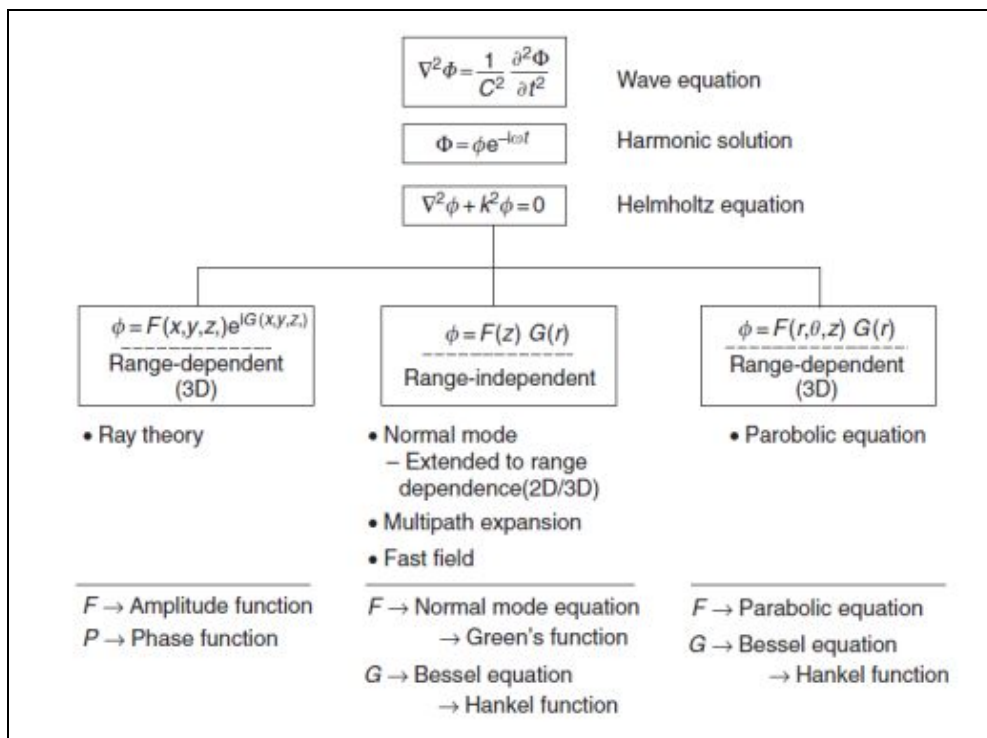 ∇²Φ = 1/C² ∂²Φ/∂t²
Wave equation
Φ = ϕe^–iωt
Harmonic solution
∇²ϕ + k²ϕ = 0
Helmholtz equation
ϕ = F(x,y,z,)e^iG(x,y,z,)
Range-dependent
(3D)
• Ray theory
F → Amplitude function
P → Phase function
ϕ = F(z) G(r)
Range-independent
• Normal mode
– Extended to range
dependence(2D/3D)
• Multipath expansion
• Fast field
F → Normal mode equation
→ Green's function
G → Bessel equation
→ Hankel function
ϕ = F(r,θ,z) G(r)
Range-dependent
(3D)
• Parobolic equation
F → Parabolic equation
G → Bessel equation
→ Hankel function